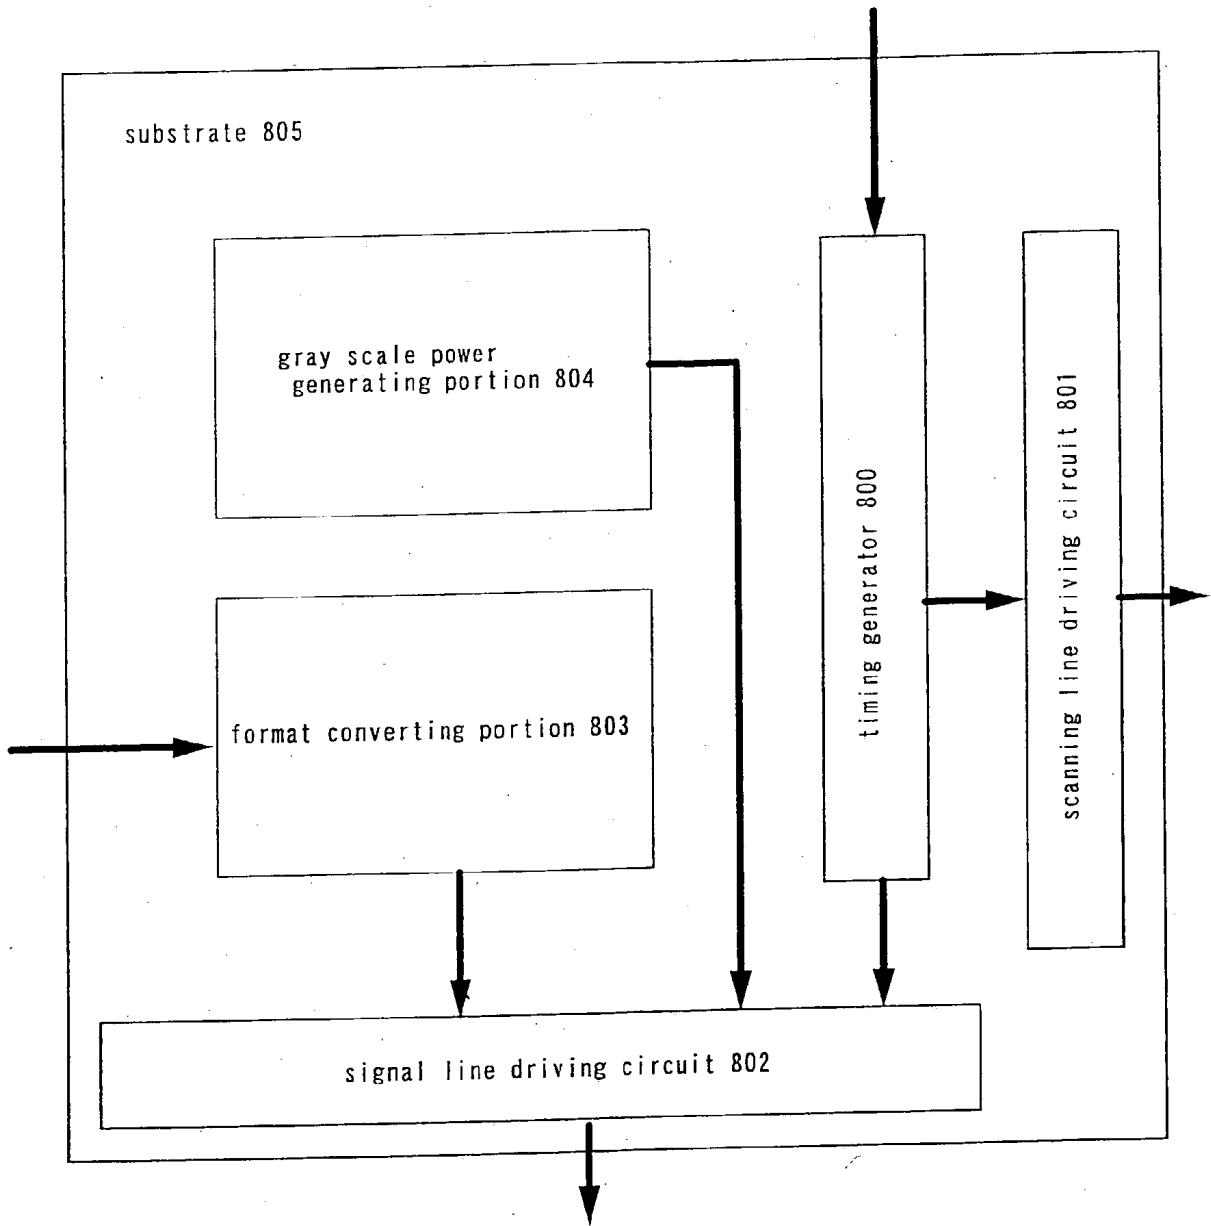 substrate 805
gray scale power
generating portion 804
timing generator 800
scanning line driving circuit 801
format converting portion 803
signal line driving circuit 802